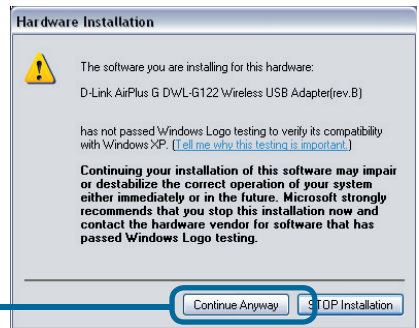 Hardware Installation
The software you are installing for this hardware:
D-Link AirPlus G DWL-G122 Wireless USB Adapter(rev.B)
has not passed Windows Logo testing to verify its compatibility
with Windows XP. (Tell me why this testing is important.)
Continuing your installation of this software may impair
or destabilize the correct operation of your system
either immediately or in the future. Microsoft strongly
recommends that you stop this installation now and
contact the hardware vendor for software that has
passed Windows Logo testing.
Continue Anyway STOP Installation